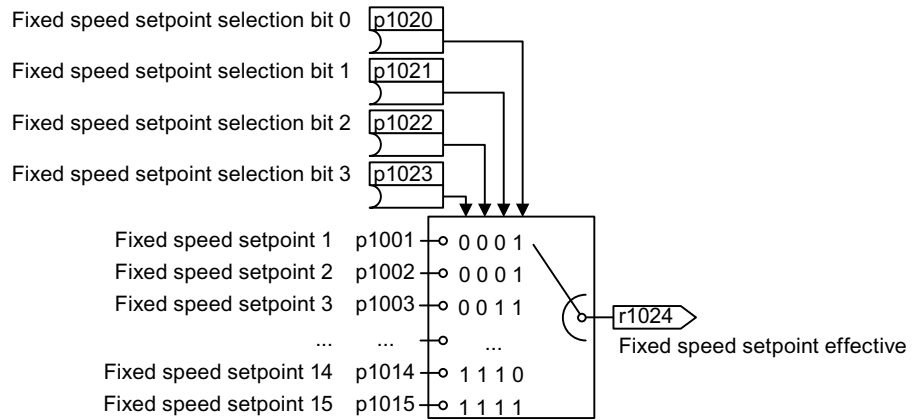 Fixed speed setpoint selection bit 0 p1020
Fixed speed setpoint selection bit 1 p1021
Fixed speed setpoint selection bit 2 p1022
Fixed speed setpoint selection bit 3 p1023
Fixed speed setpoint 1 p1001 0 0 0 1
Fixed speed setpoint 2 p1002 0 0 0 1
Fixed speed setpoint 3 p1003 0 0 1 1
r1024
... ... ...
Fixed speed setpoint effective
Fixed speed setpoint 14 p1014 1 1 1 0
Fixed speed setpoint 15 p1015 1 1 1 1